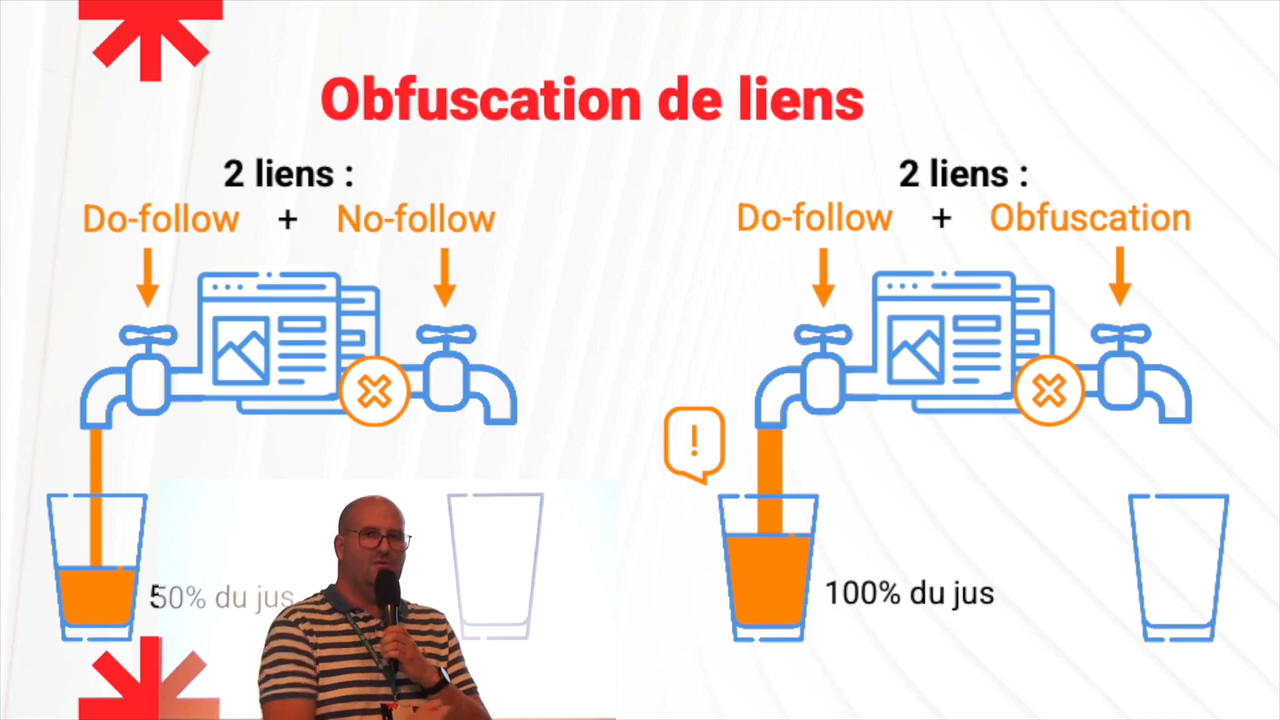 Obfuscation de liens
2 liens :
Do-follow + No-follow
50% du jus
2 liens :
Do-follow + Obfuscation
!
100% du jus